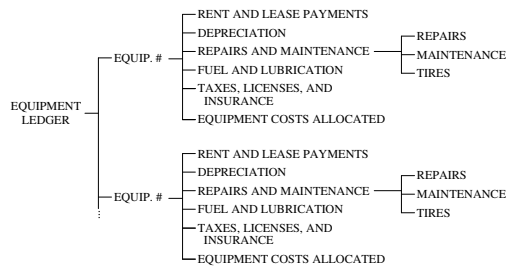 RENT AND LEASE PAYMENTS
DEPRECIATION
REPAIRS
EQUIP. #
REPAIRS AND MAINTENANCE
MAINTENANCE
FUEL AND LUBRICATION
TIRES
TAXES, LICENSES, AND
INSURANCE
EQUIPMENT
LEDGER
EQUIPMENT COSTS ALLOCATED
RENT AND LEASE PAYMENTS
DEPRECIATION
REPAIRS
EQUIP. #
REPAIRS AND MAINTENANCE
MAINTENANCE
FUEL AND LUBRICATION
TIRES
TAXES, LICENSES, AND
INSURANCE
EQUIPMENT COSTS ALLOCATED